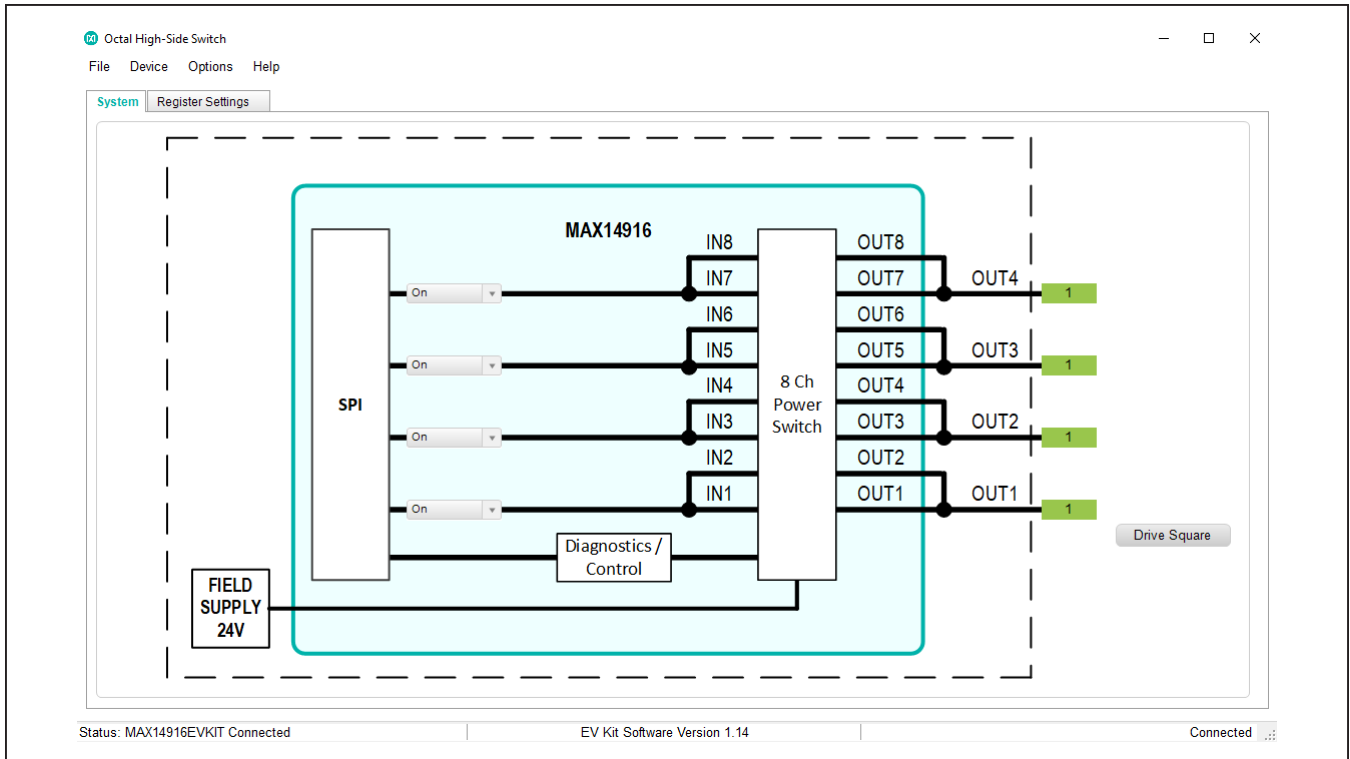 Octal High-Side Switch
File Device Options Help
System Register Settings
MAX14916
SPI
On
On
On
On
IN8
IN7
IN6
IN5
IN4
IN3
IN2
IN1
8 Ch
Power
Switch
OUT8
OUT7
OUT6
OUT5
OUT4
OUT3
OUT2
OUT1
OUT4
1
OUT3
1
OUT2
1
OUT1
1
Drive Square
Diagnostics /
Control
FIELD
SUPPLY
24V
Status: MAX14916EVKIT Connected
EV Kit Software Version 1.14
Connected